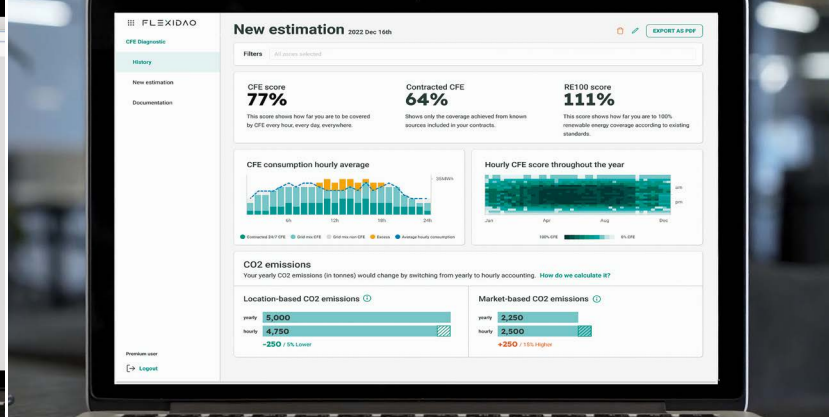 FLEXIDAO
CFE Diagnostic
History
New estimation
Documentation
Premium user
Logout
New estimation 2022 Dec 16th
EXPORT AS PDF
Filters
CFE score
77%
This score shows how far you are to be covered
by CFE every hour, every day, everywhere.
Contracted CFE
64%
Shows only the coverage achieved from known
sources included in your contracts.
RE100 score
111%
This score shows how far you are to 100%
renewable energy coverage according to existing
standards.
CFE consumption hourly average
6h 12h 18h 24h
Contracted 24/7 CFE Grid mix CFE Grid mix non CFE Excess Average hourly consumption
Hourly CFE score throughout the year
am
pm
Jan Apr Aug Dec
100% CFE 0% CFE
CO2 emissions
Your yearly CO2 emissions (in tonnes) would change by switching from yearly to hourly accounting. How do we calculate it?
Location-based CO2 emissions
yearly 5,000
hourly 4,750
-250 / 5% Lower
Market-based CO2 emissions
yearly 2,250
hourly 2,500
+250 / 15% Higher